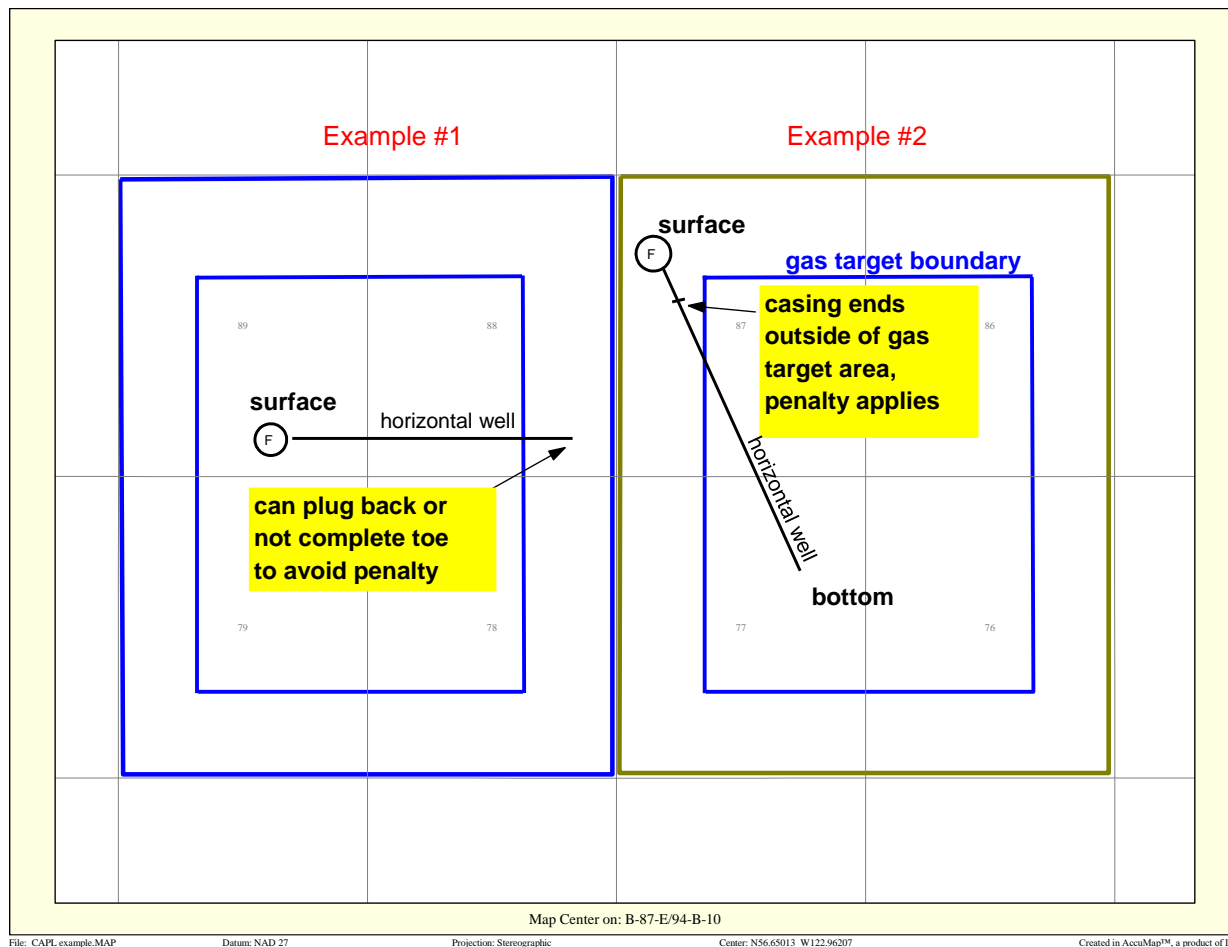 Example #1
Example #2
surface
F
gas target boundary
casing ends
outside of gas
target area,
penalty applies
87
86
89
88
surface
F
horizontal well
horizontal well
can plug back or
not complete toe
to avoid penalty
bottom
79
78
77
76
Map Center on: B-87-E/94-B-10
File: CAPL example.MAP
Datum: NAD 27
Projection: Stereographic
Center: N56.65013 W122.96207
Created in AccuMap™, a product of